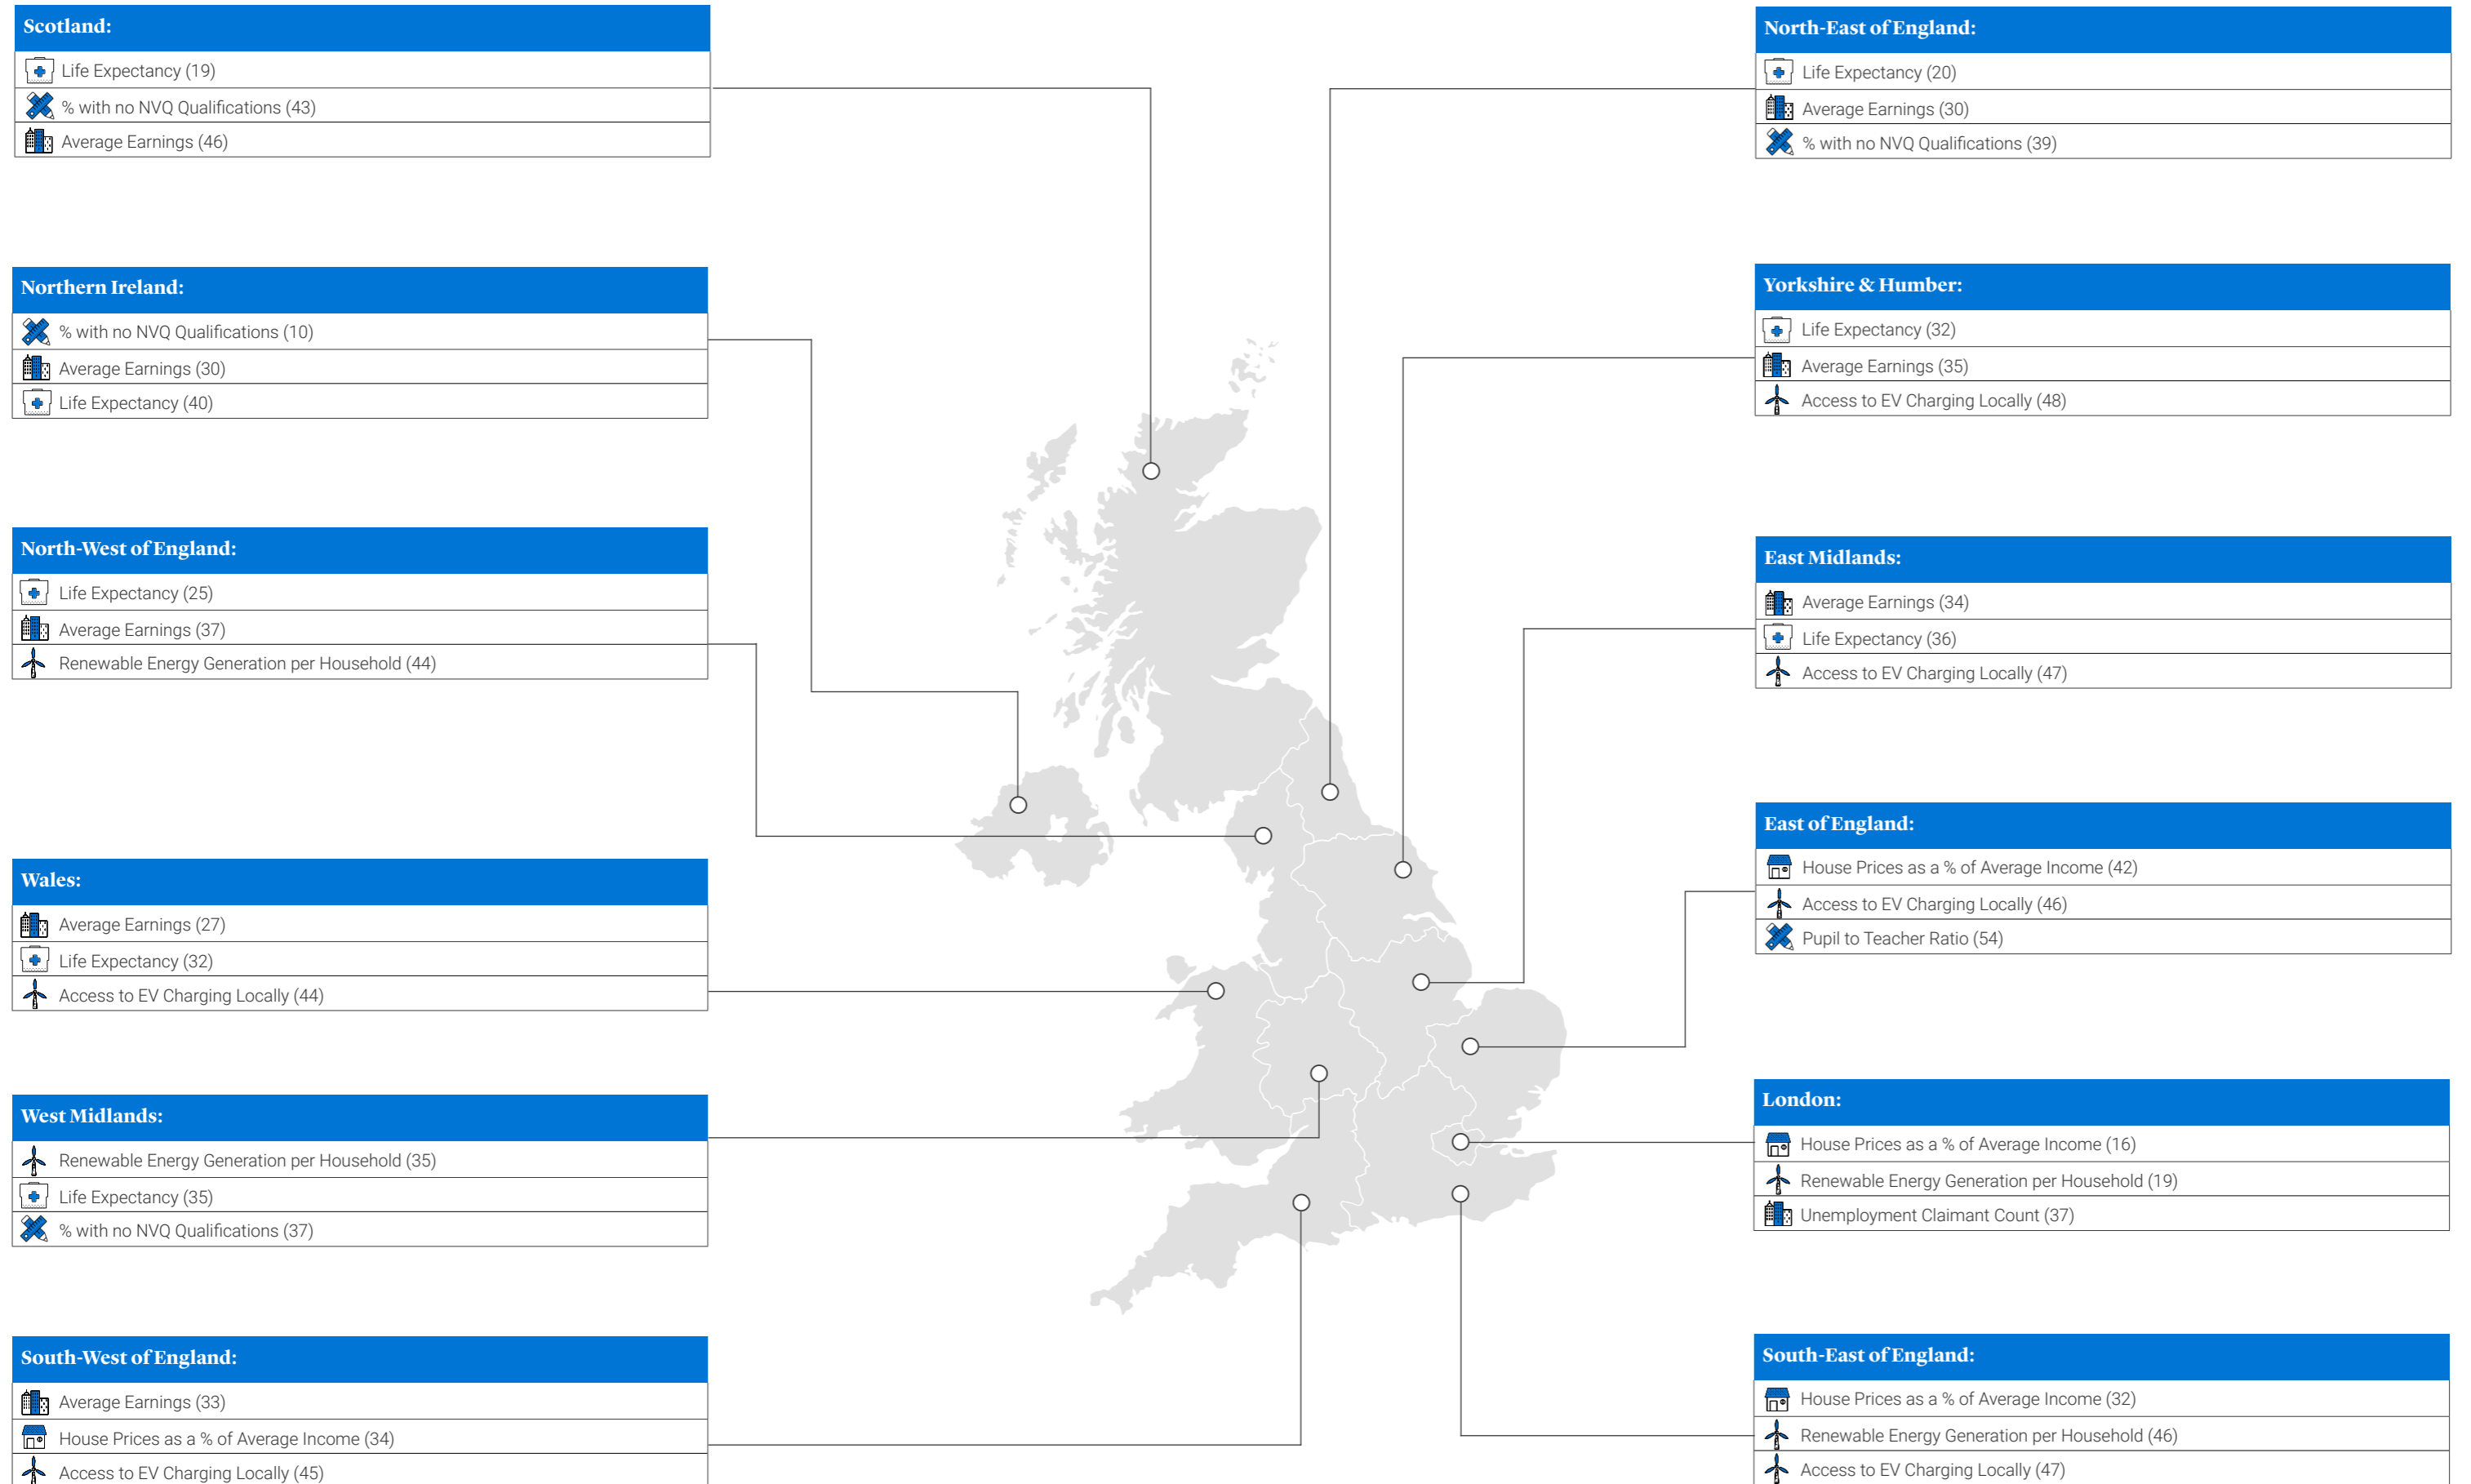 Scotland:
Life Expectancy (19)
% with no NVQ Qualifications (43)
Average Earnings (46)
Northern Ireland:
% with no NVQ Qualifications (10)
Average Earnings (30)
Life Expectancy (40)
North-West of England:
Life Expectancy (25)
Average Earnings (37)
Renewable Energy Generation per Household (44)
Wales:
Average Earnings (27)
Life Expectancy (32)
Access to EV Charging Locally (44)
West Midlands:
Renewable Energy Generation per Household (35)
Life Expectancy (35)
% with no NVQ Qualifications (37)
South-West of England:
Average Earnings (33)
House Prices as a % of Average Income (34)
Access to EV Charging Locally (45)
North-East of England:
Life Expectancy (20)
Average Earnings (30)
% with no NVQ Qualifications (39)
Yorkshire & Humber:
Life Expectancy (32)
Average Earnings (35)
Access to EV Charging Locally (48)
East Midlands:
Average Earnings (34)
Life Expectancy (36)
Access to EV Charging Locally (47)
East of England:
House Prices as a % of Average Income (42)
Access to EV Charging Locally (46)
Pupil to Teacher Ratio (54)
London:
House Prices as a % of Average Income (16)
Renewable Energy Generation per Household (19)
Unemployment Claimant Count (37)
South-East of England:
House Prices as a % of Average Income (32)
Renewable Energy Generation per Household (46)
Access to EV Charging Locally (47)